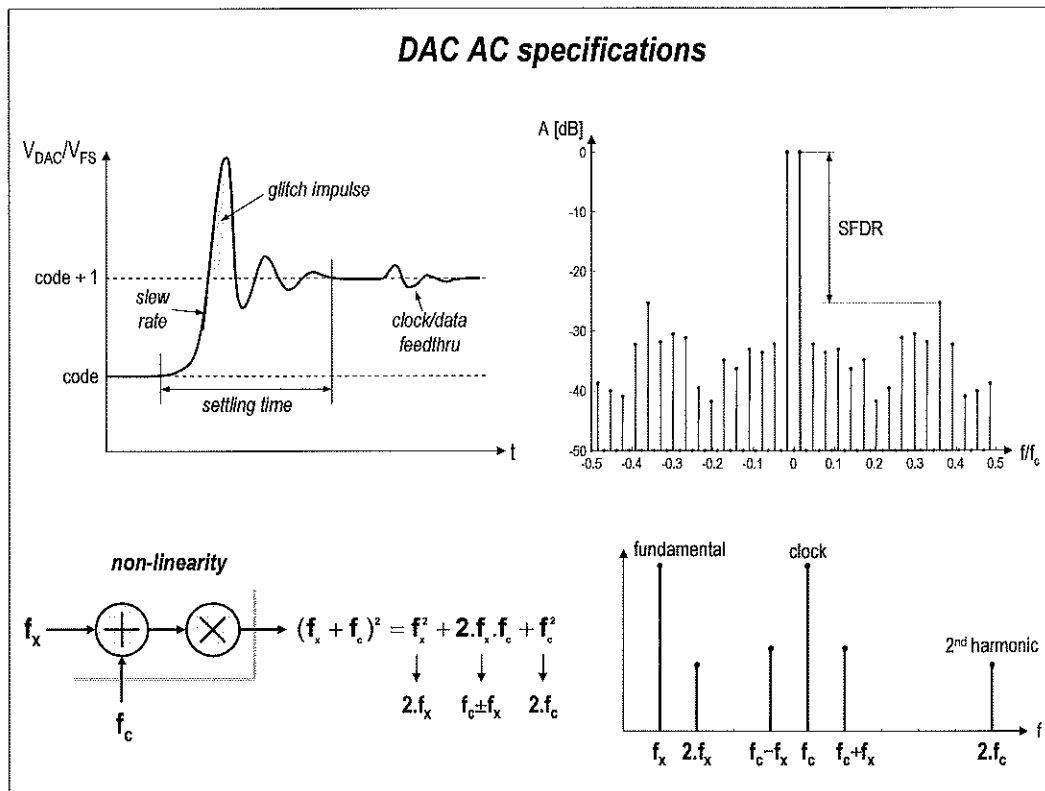 DAC AC specifications
V_DAC/V_FS
glitch impulse
code + 1
slew
rate
clock/data
feedthru
code
settling time
t
A [dB]
0
-10
-20
-30
-40
-50
SFDR
-0.5 -0.4 -0.3 -0.2 -0.1 0 0.1 0.2 0.3 0.4 0.5
f/f_c
non-linearity
f_x
f_c
(f_x + f_c)² = f_x² + 2.f_x.f_c + f_c²
2.f_x f_c±f_x 2.f_c
fundamental
clock
2nd harmonic
f
f_x 2.f_x f_c-f_x f_c f_c+f_x 2.f_c